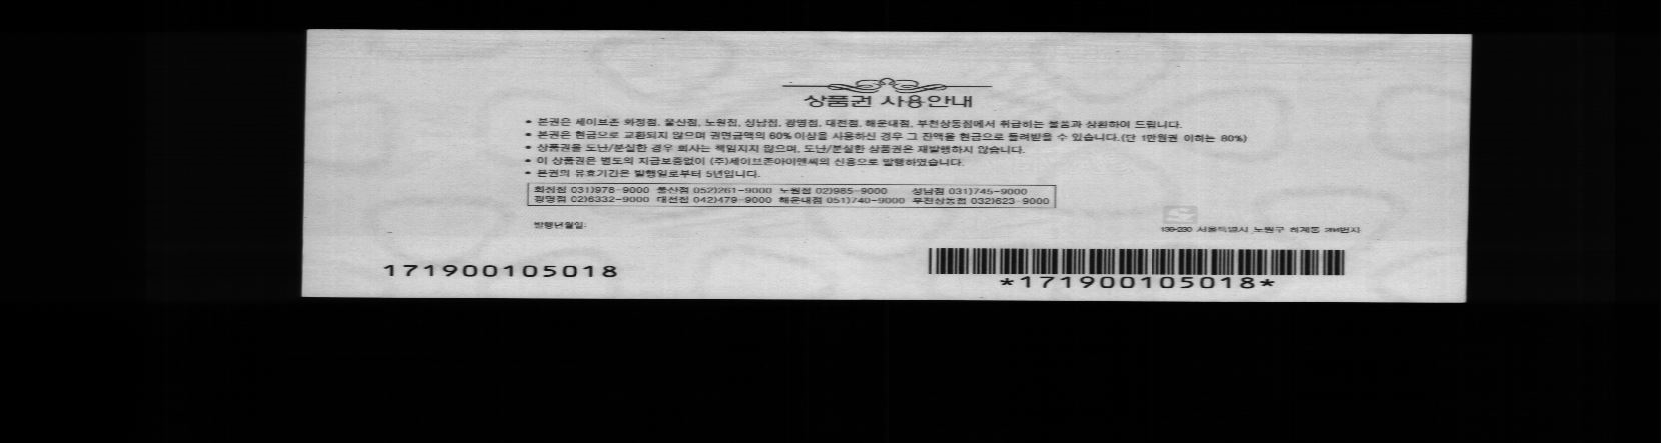 상품권 사용안내
• 본권은 세이브존 화정점, 울산점, 노원점, 성남점, 광명점, 대전점, 해운대점, 부천상동점에서 취급하는 물품과 상환하여 드립니다.
• 본권은 현금으로 교환되지 않으며 권면금액의 60% 이상을 사용하신 경우 그 잔액을 현금으로 돌려받을 수 있습니다.(단 1만원권 이하는 80%)
• 상품권을 도난/분실한 경우 회사는 책임지지 않으며, 도난/분실한 상품권은 재발행하지 않습니다.
• 이 상품권은 별도의 지급보증없이 (주)세이브존아이앤씨의 신용으로 발행하였습니다.
• 본권의 유효기간은 발행일로부터 5년입니다.
화정점 031)978-9000 울산점 052)261-9000 노원점 02)985-9000 성남점 031)745-9000
광명점 02)6332-9000 대전점 042)479-9000 해운대점 051)740-9000 부천상동점 032)623-9000
발행년월일:
139-230 서울특별시 노원구 하계동
171900105018
*171900105018*